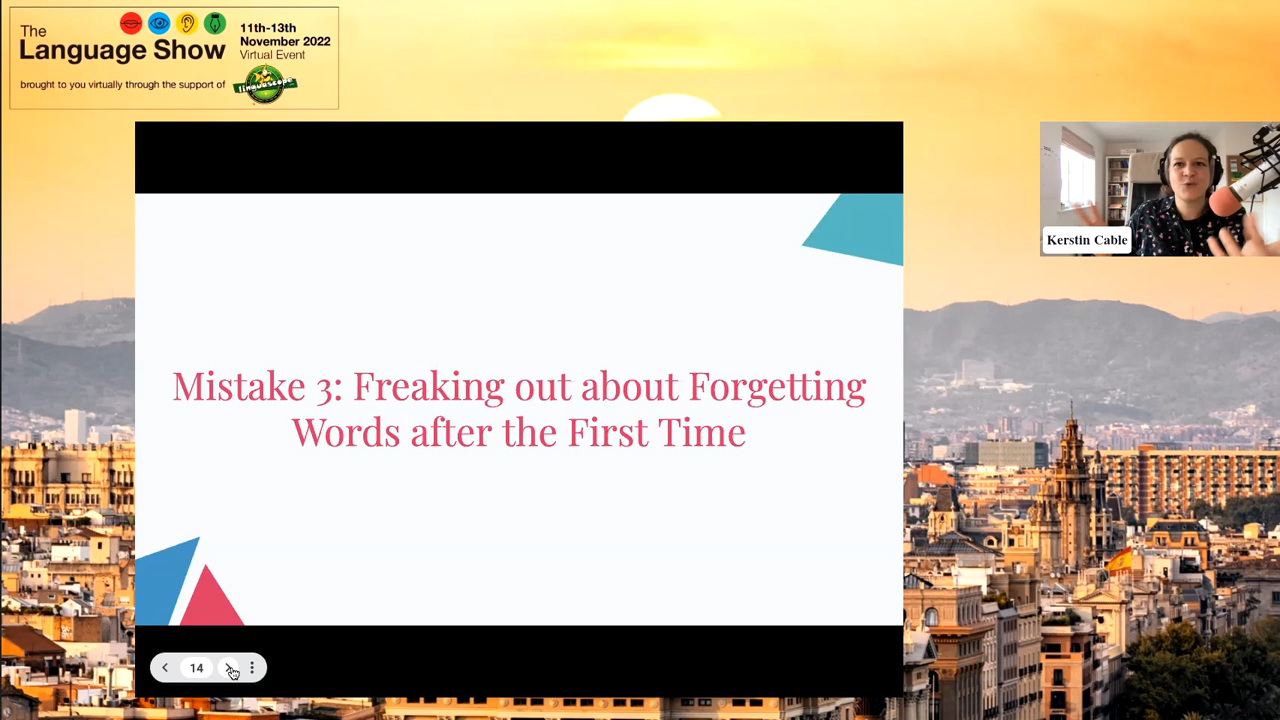 The
Language Show
11th-13th
November 2022
Virtual Event
brought to you virtually through the support of
linguascope
Mistake 3: Freaking out about Forgetting
Words after the First Time
14
Kerstin Cable